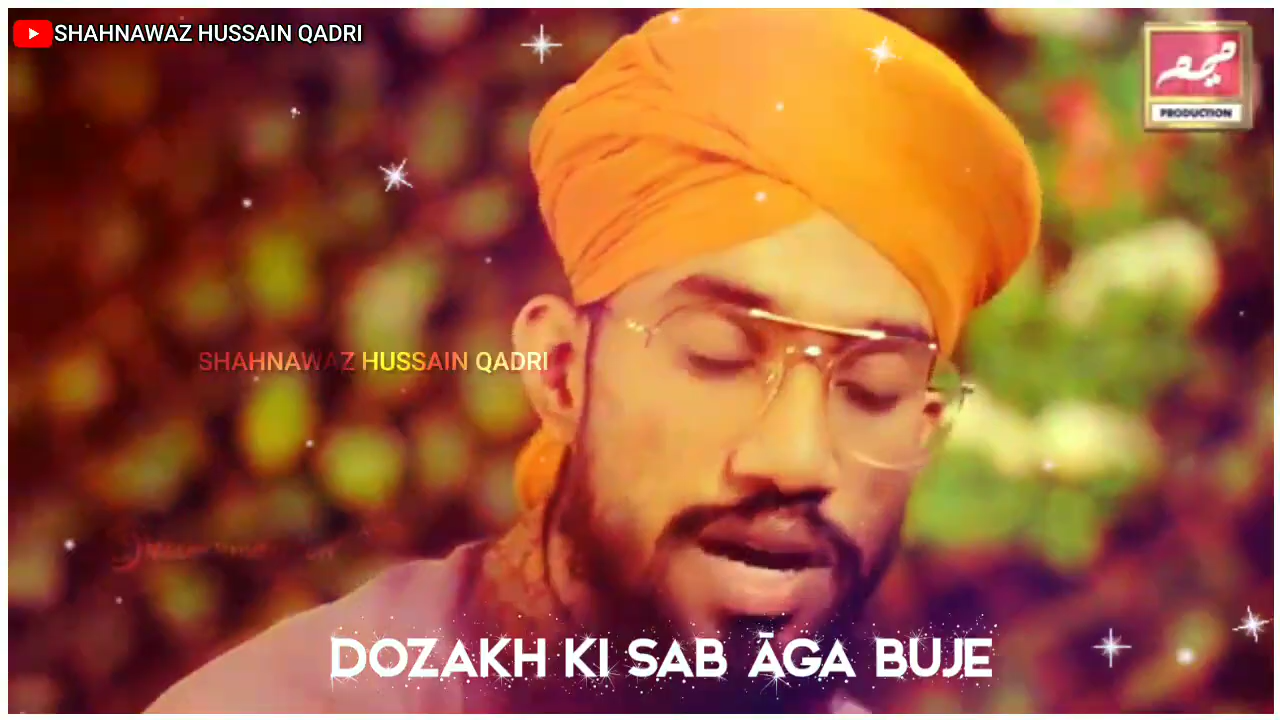 SHAHNAWAZ HUSSAIN QADRI
PRODUCTION
SHAHNAWAZ HUSSAIN QADRI
DOZAKH KI SAB ĀGA BUJE